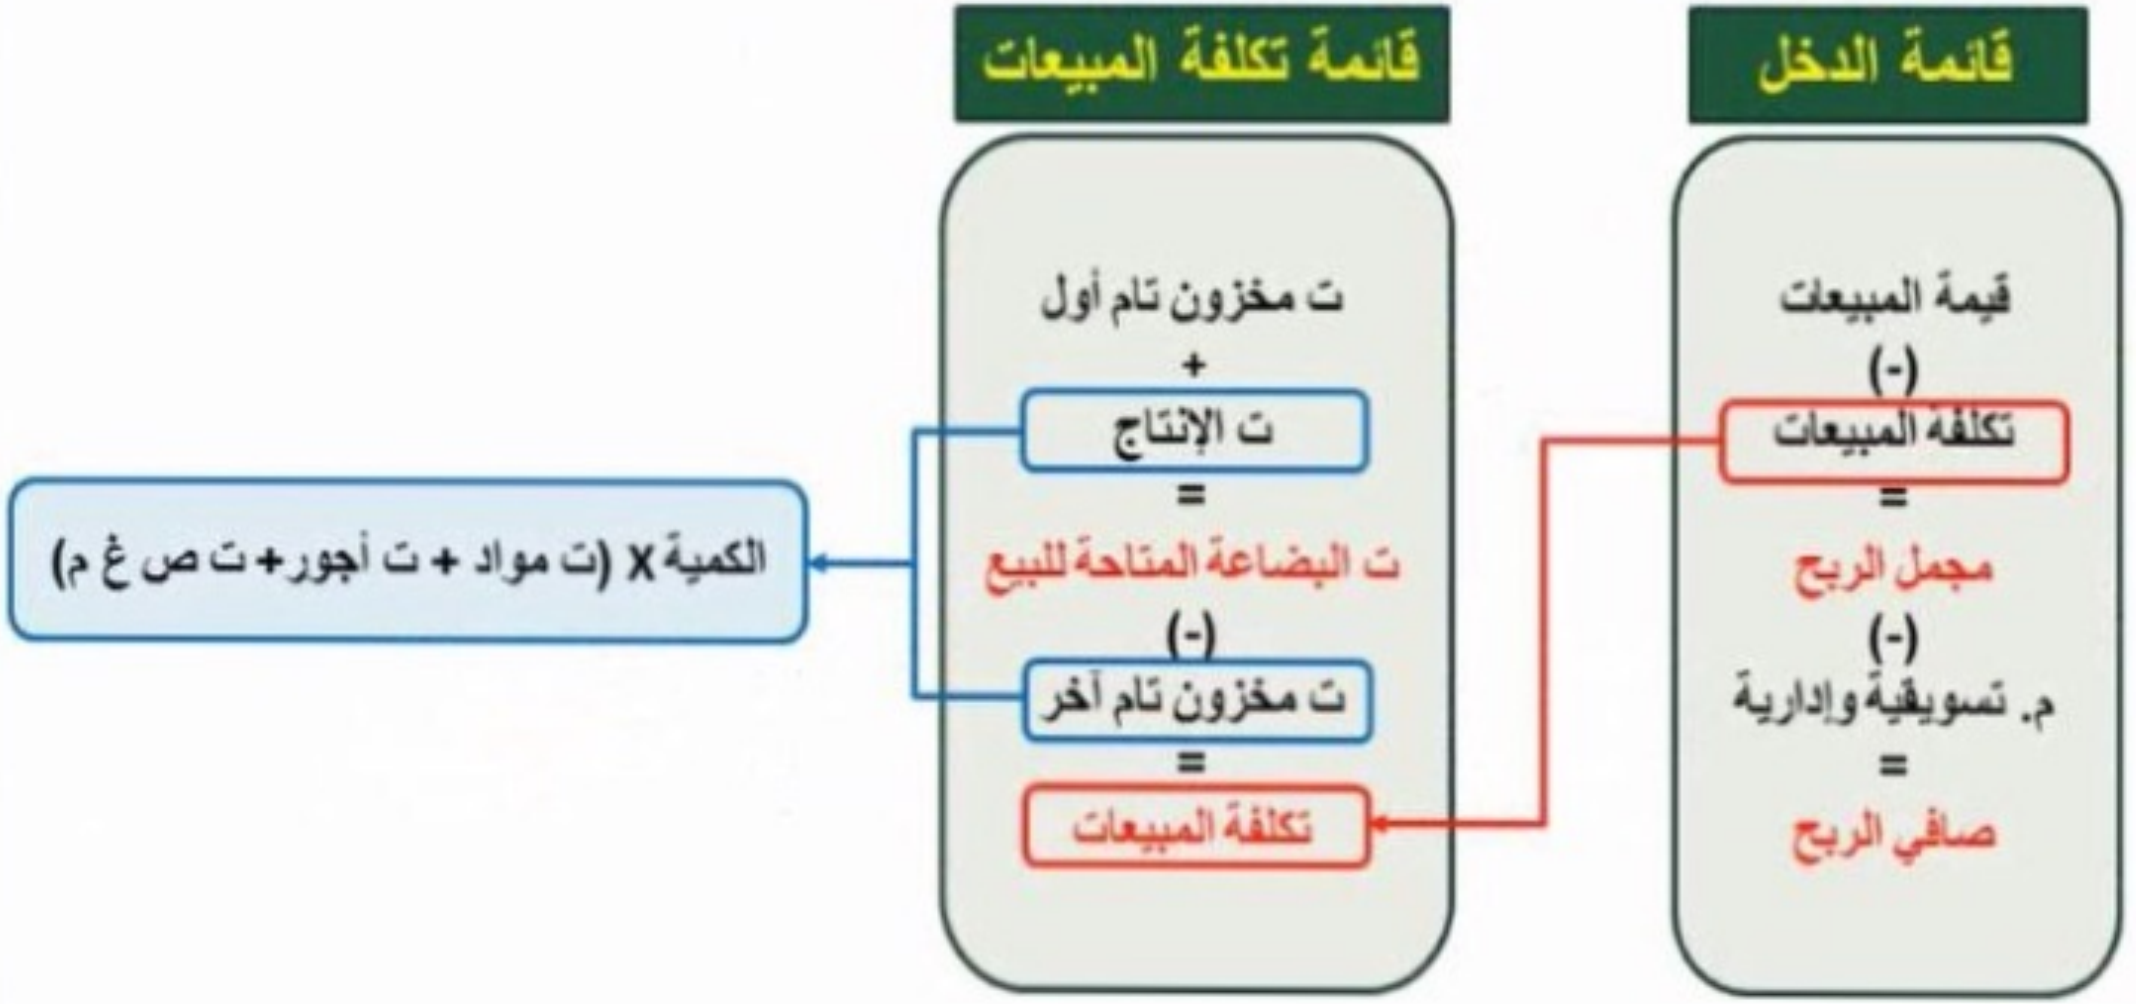 قائمة الدخل
قيمة المبيعات
(-)
تكلفة المبيعات
=
مجمل الربح
(-)
م. تسويقية وإدارية
=
صافي الربح
قائمة تكلفة المبيعات
ت مخزون تام أول
+
ت الإنتاج
=
ت البضاعة المتاحة للبيع
(-)
ت مخزون تام آخر
=
تكلفة المبيعات
الكمية X (ت مواد + ت أجور+ ت ص غ م)